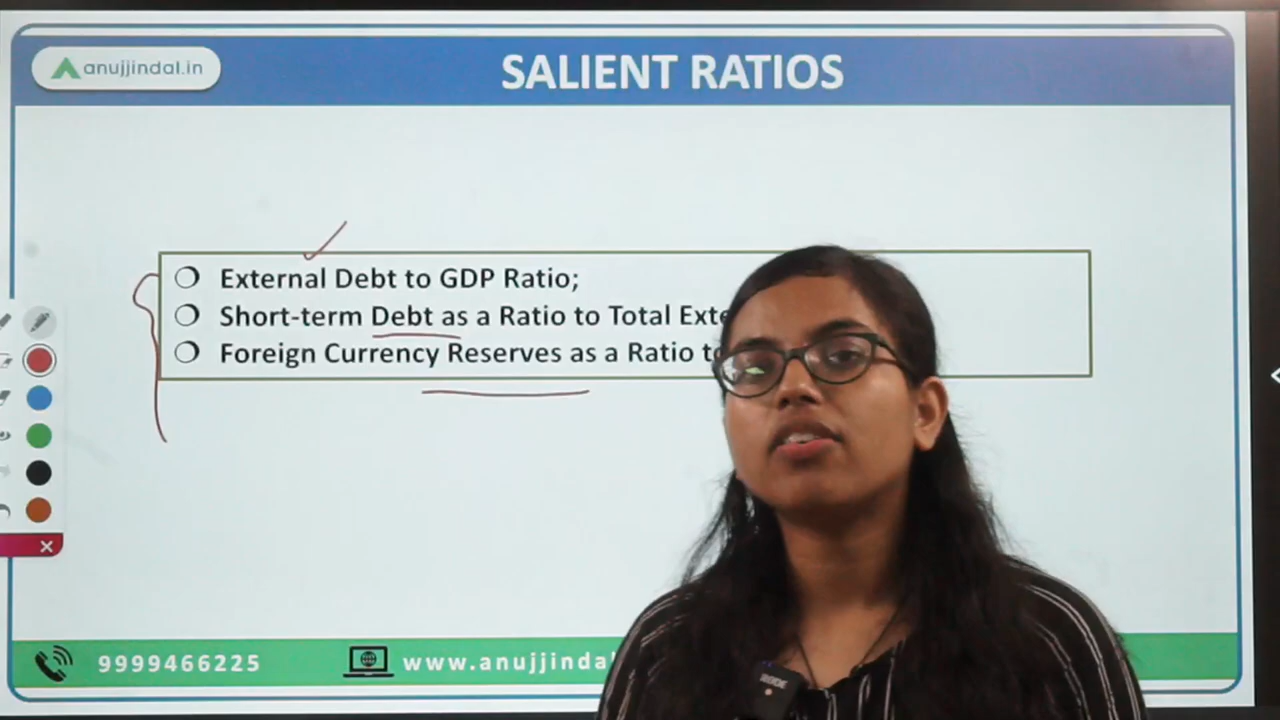 anujjindal.in
SALIENT RATIOS
External Debt to GDP Ratio;
Short-term Debt as a Ratio to Total
Foreign Currency Reserves as a Ratio
9999466225
www.anujjindal